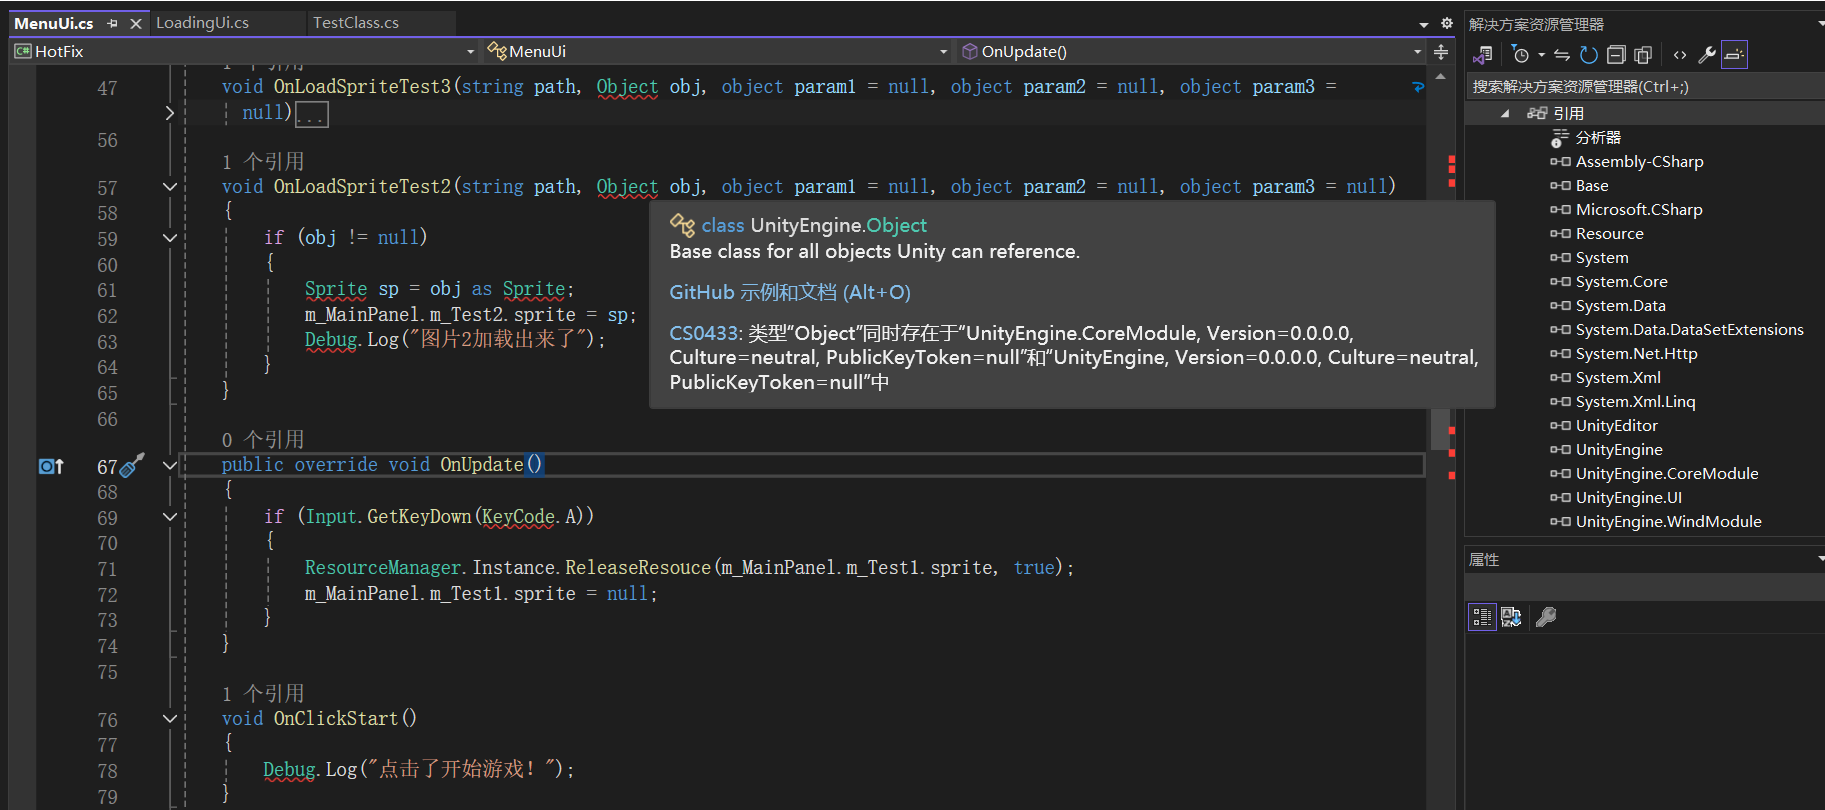 MenuUi.cs
LoadingUi.cs
TestClass.cs
HotFix
MenuUi
OnUpdate()
1 个引用
47
void OnLoadSpriteTest3(string path, Object obj, object param1 = null, object param2 = null, object param3 =
null)...
56
1 个引用
57
void OnLoadSpriteTest2(string path, Object obj, object param1 = null, object param2 = null, object param3 = null)
58
{
59
if (obj != null)
60
{
61
Sprite sp = obj as Sprite;
62
m_MainPanel.m_Test2.sprite = sp;
63
Debug.Log("图片2加载出来了");
64
}
65
}
66
0 个引用
67
public override void OnUpdate()
68
{
69
if (Input.GetKeyDown(KeyCode.A))
70
{
71
ResourceManager.Instance.ReleaseResouce(m_MainPanel.m_Test1.sprite, true);
72
m_MainPanel.m_Test1.sprite = null;
73
}
74
}
75
1 个引用
76
void OnClickStart()
77
{
78
Debug.Log("点击了开始游戏！");
79
}
class UnityEngine.Object
Base class for all objects Unity can reference.
GitHub 示例和文档 (Alt+O)
CS0433: 类型“Object”同时存在于“UnityEngine.CoreModule, Version=0.0.0.0,
Culture=neutral, PublicKeyToken=null”和“UnityEngine, Version=0.0.0.0, Culture=neutral,
PublicKeyToken=null”中
解决方案资源管理器
搜索解决方案资源管理器(Ctrl+;)
引用
分析器
Assembly-CSharp
Base
Microsoft.CSharp
Resource
System
System.Core
System.Data
System.Data.DataSetExtensions
System.Net.Http
System.Xml
System.Xml.Linq
UnityEditor
UnityEngine
UnityEngine.CoreModule
UnityEngine.UI
UnityEngine.WindModule
属性